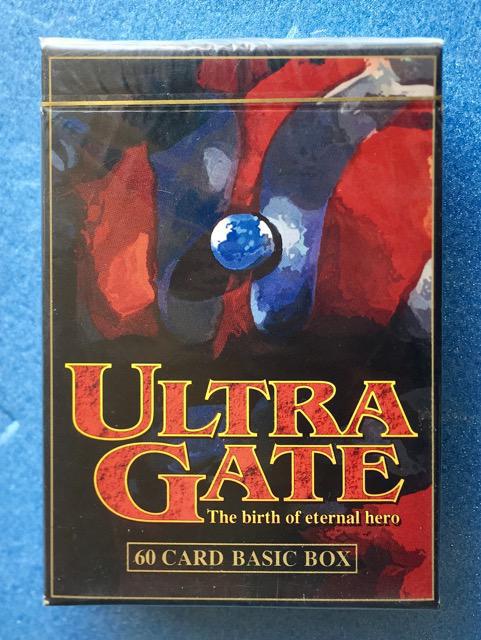 ULTRA
GATE
The birth of eternal hero
60 CARD BASIC BOX